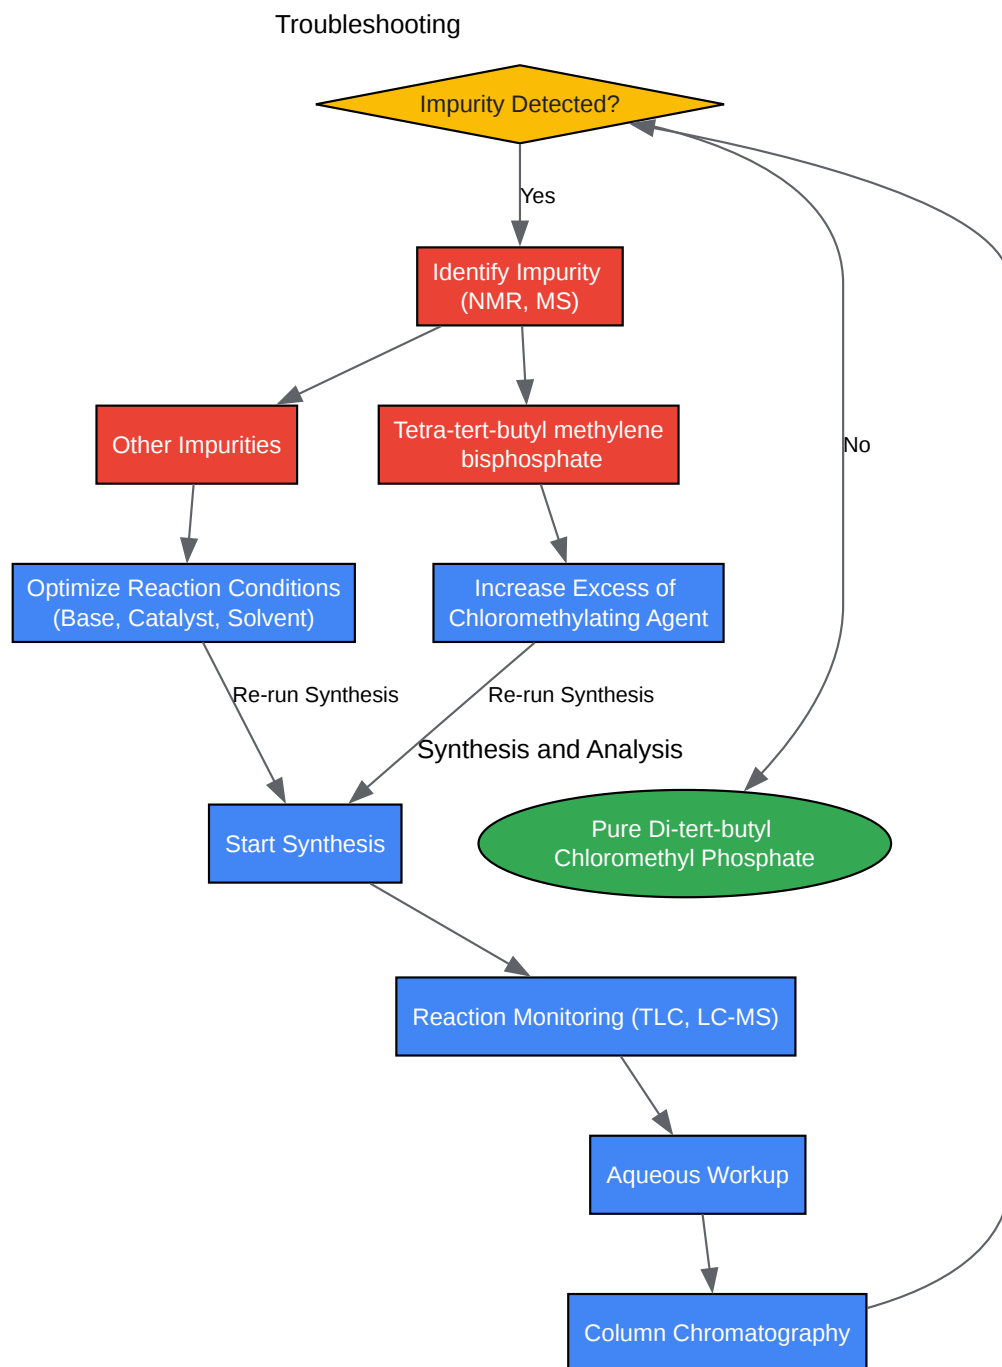 Troubleshooting
Impurity Detected?
Yes
Identify Impurity
(NMR, MS)
Other Impurities
Tetra-tert-butyl methylene
bisphosphate
No
Optimize Reaction Conditions
(Base, Catalyst, Solvent)
Increase Excess of
Chloromethylating Agent
Re-run Synthesis
Re-run Synthesis
Synthesis and Analysis
Start Synthesis
Pure Di-tert-butyl
Chloromethyl Phosphate
Reaction Monitoring (TLC, LC-MS)
Aqueous Workup
Column Chromatography